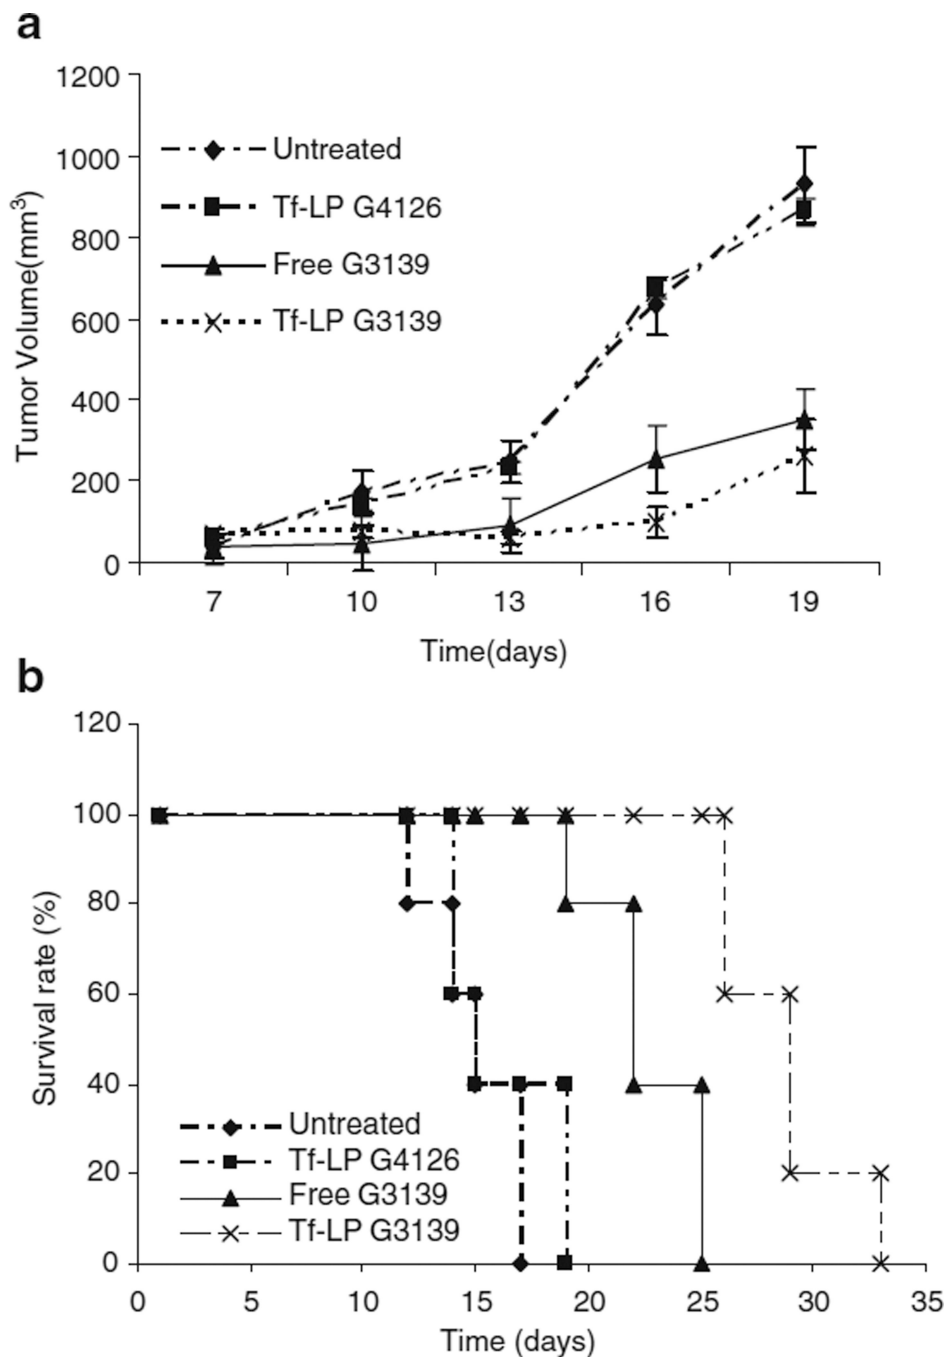 a
1200
1000
800
600
400
200
0
Tumor Volume(mm³)
Untreated
Tf-LP G4126
Free G3139
Tf-LP G3139
7 10 13 16 19
Time(days)
b
120
100
80
60
40
20
0
Survival rate (%)
Untreated
Tf-LP G4126
Free G3139
Tf-LP G3139
0 5 10 15 20 25 30 35
Time (days)